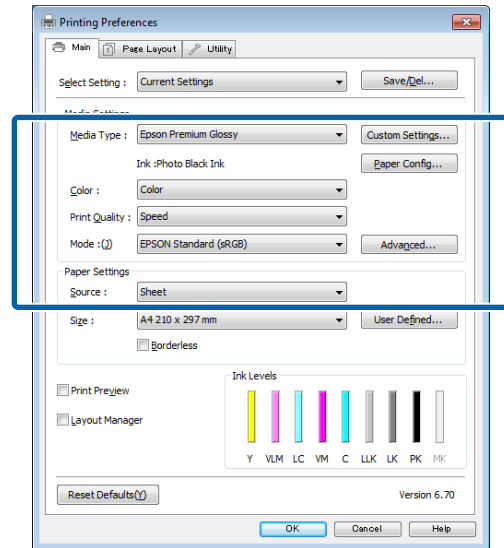 Printing Preferences
Main Page Layout Utility
Select Setting : Current Settings Save/Del...
Media Settings
Media Type : Epson Premium Glossy Custom Settings...
Ink :Photo Black Ink Paper Config...
Color : Color
Print Quality : Speed
Mode :(J) EPSON Standard (sRGB) Advanced...
Paper Settings
Source : Sheet
Size : A4 210 x 297 mm User Defined...
Borderless
Ink Levels
Print Preview
Layout Manager
Y VLM LC VM C LLK LK PK MK
Reset Defaults(Y) Version 6.70
OK Cancel Help